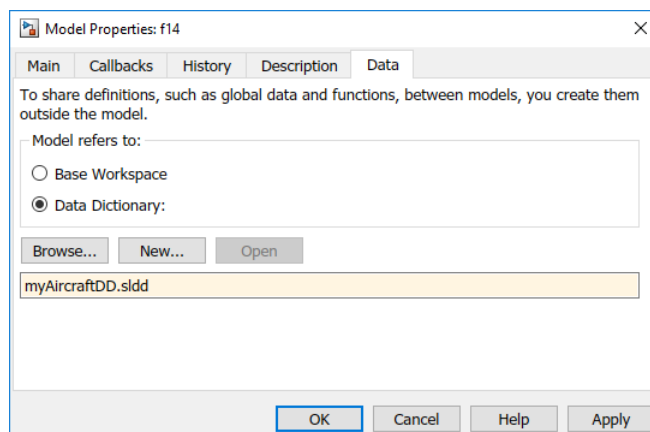 Model Properties: f14
Main Callbacks History Description Data
To share definitions, such as global data and functions, between models, you create them
outside the model.
Model refers to:
Base Workspace
Data Dictionary:
Browse... New... Open
myAircraftDD.sldd
OK Cancel Help Apply